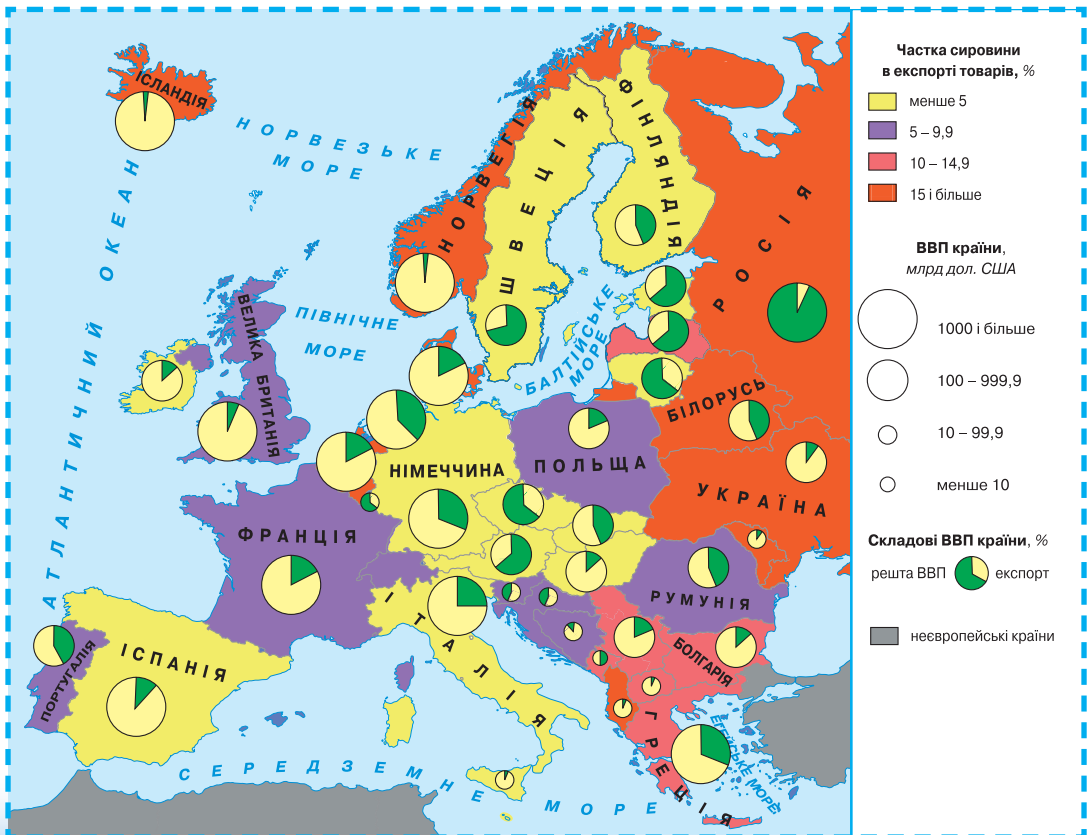 ІСЛАНДІЯ
НОРВЕЗЬКЕ
МОРЕ
АТЛАНТИЧНИЙ ОКЕАН
НОРВЕГІЯ
ШВЕЦІЯ
ФІНЛЯНДІЯ
РОСІЯ
ПІВНІЧНЕ
МОРЕ
ВЕЛИКА БРИТАНІЯ
БАЛТІЙСЬКЕ
МОРЕ
БІЛОРУСЬ
НІМЕЧЧИНА
ПОЛЬЩА
УКРАЇНА
ФРАНЦІЯ
РУМУНІЯ
ІТАЛІЯ
БОЛГАРІЯ
ПОРТУГАЛІЯ
ІСПАНІЯ
ГРЕЦІЯ
ЕГЕЙСЬКЕ МОРЕ
СЕРЕДЗЕМНЕ МОРЕ
Частка сировини
в експорті товарів, %
менше 5
5 – 9,9
10 – 14,9
15 і більше
ВВП країни,
млрд дол. США
1000 і більше
100 – 999,9
10 – 99,9
менше 10
Складові ВВП країни, %
решта ВВП
експорт
неєвропейські країни